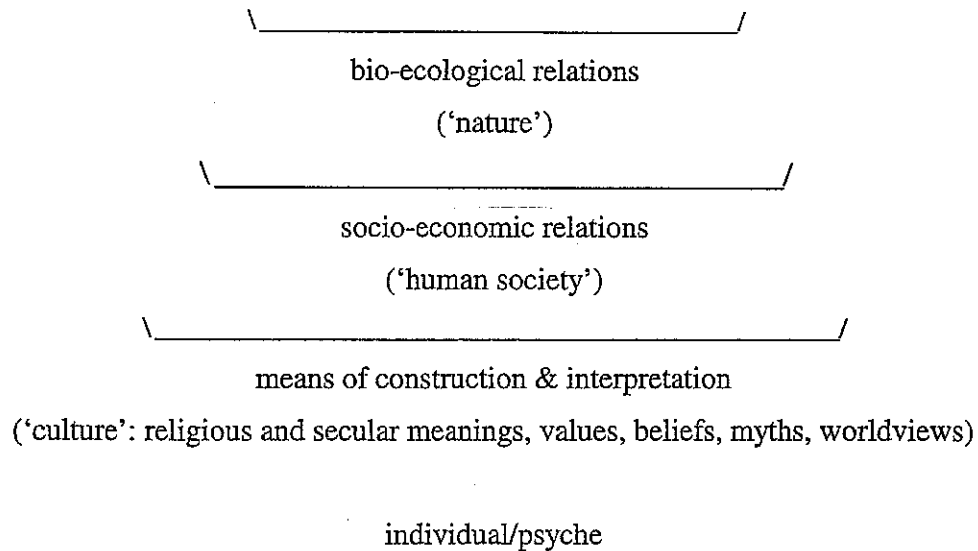 bio-ecological relations
(‘nature’)
socio-economic relations
(‘human society’)
means of construction & interpretation
(‘culture’: religious and secular meanings, values, beliefs, myths, worldviews)
individual/psyche